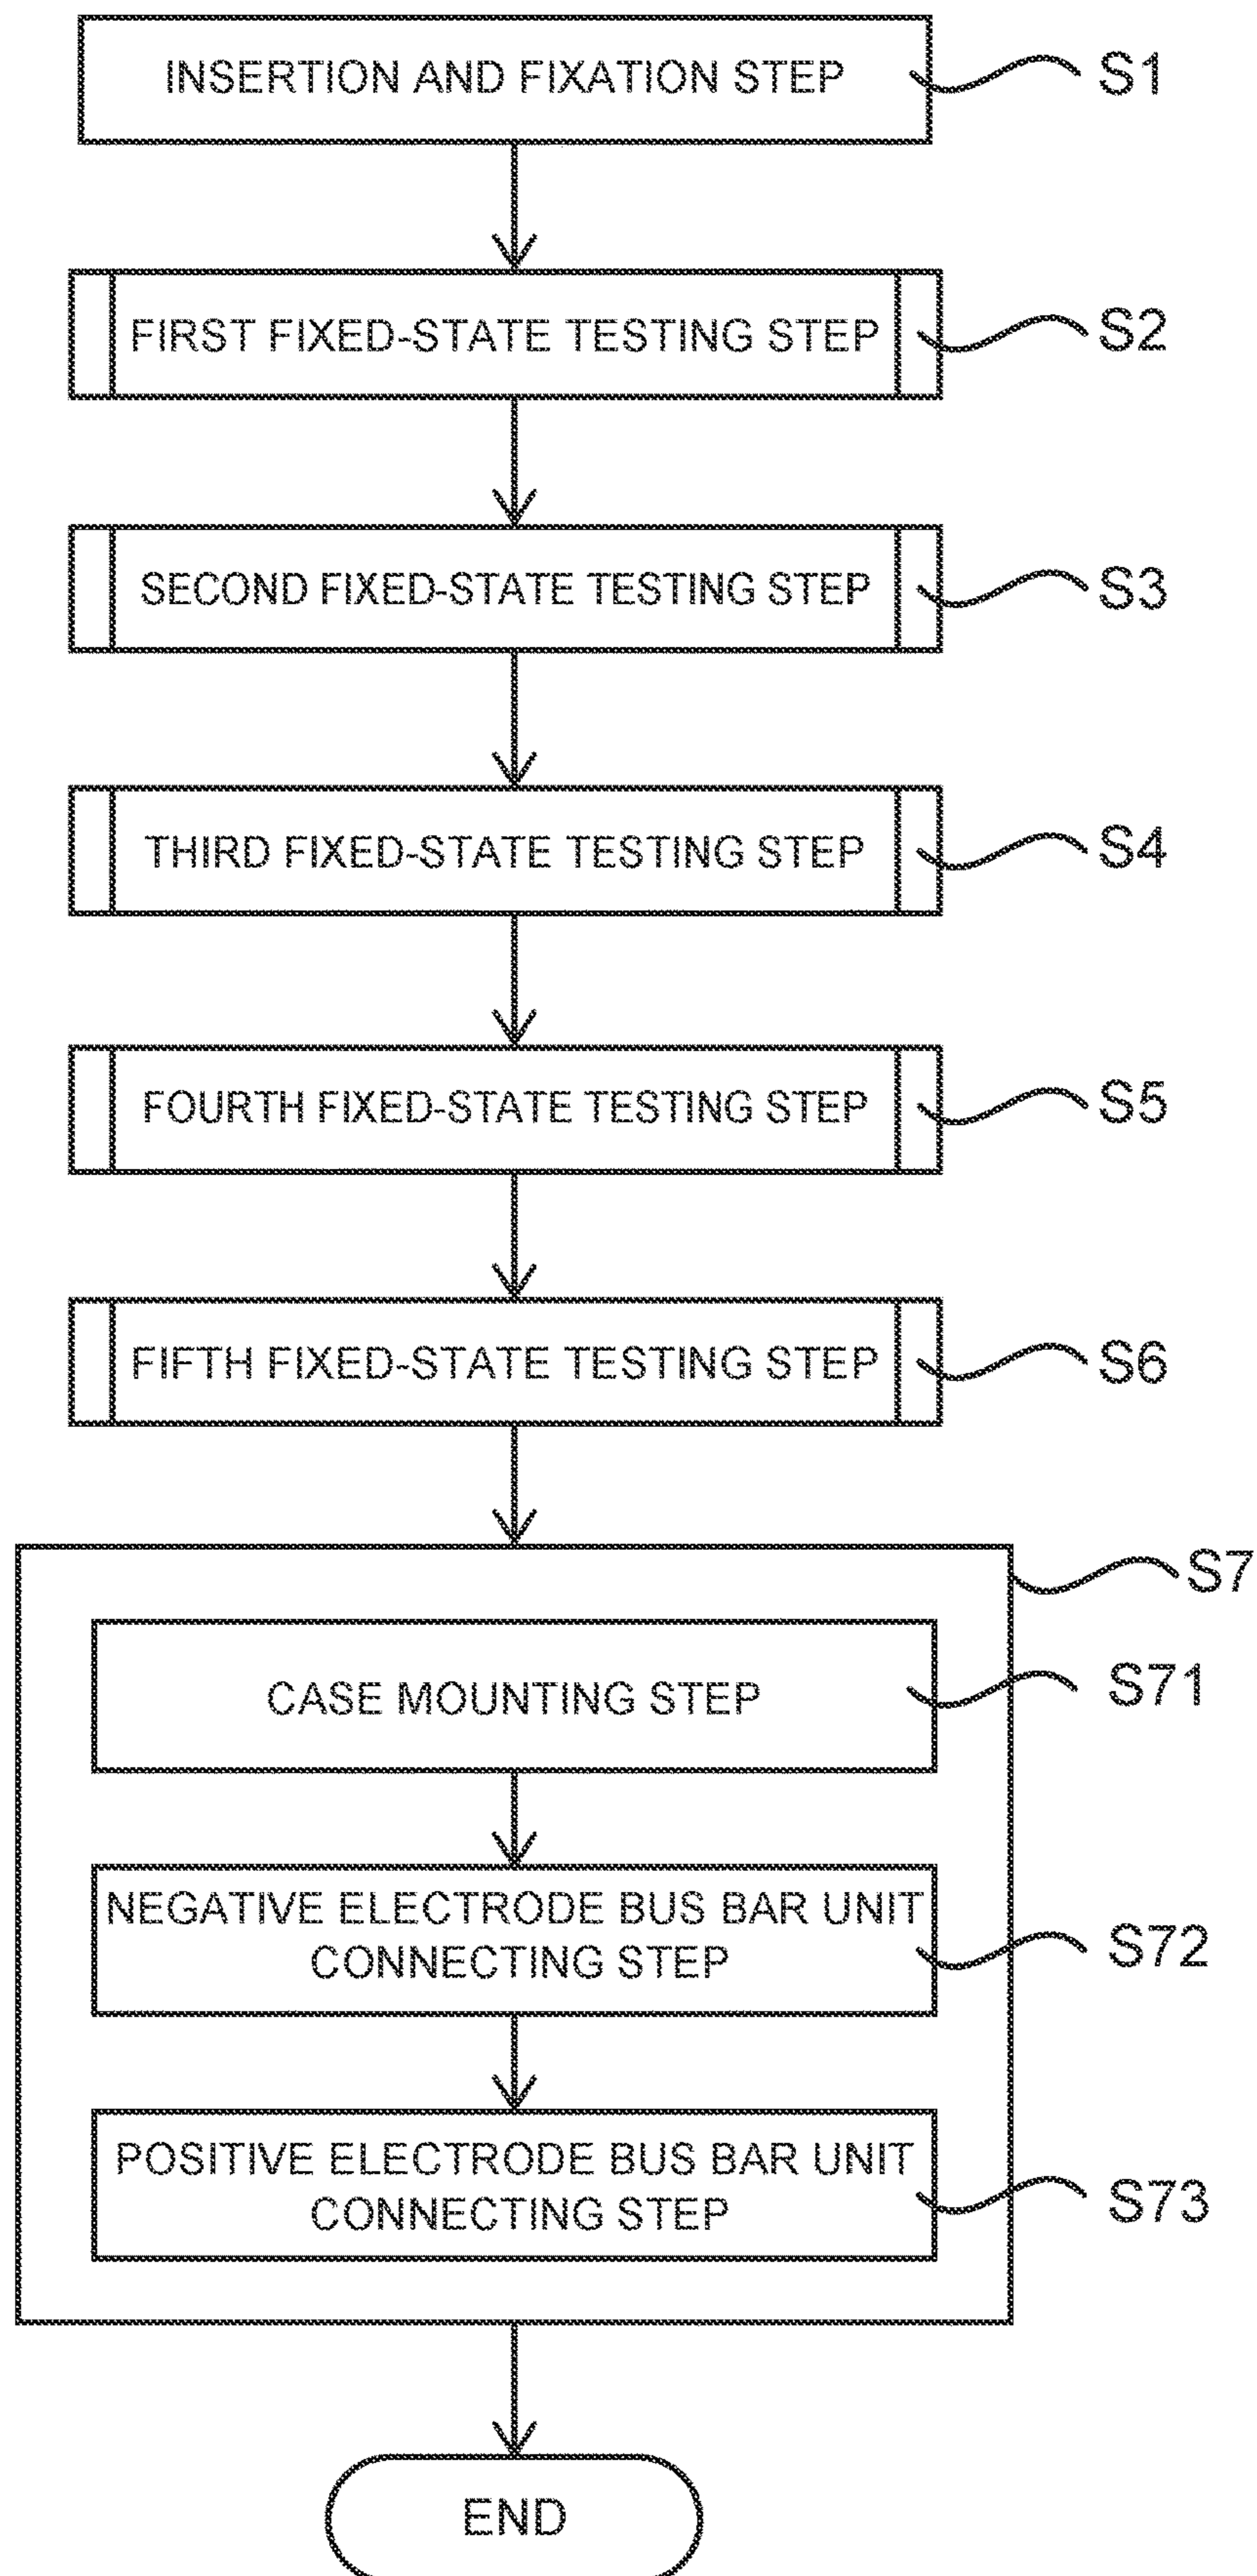 INSERTION AND FIXATION STEP
S1
FIRST FIXED-STATE TESTING STEP
S2
SECOND FIXED-STATE TESTING STEP
S3
THIRD FIXED-STATE TESTING STEP
S4
FOURTH FIXED-STATE TESTING STEP
S5
FIFTH FIXED-STATE TESTING STEP
S6
S7
CASE MOUNTING STEP
S71
NEGATIVE ELECTRODE BUS BAR UNIT
CONNECTING STEP
S72
POSITIVE ELECTRODE BUS BAR UNIT
CONNECTING STEP
S73
END